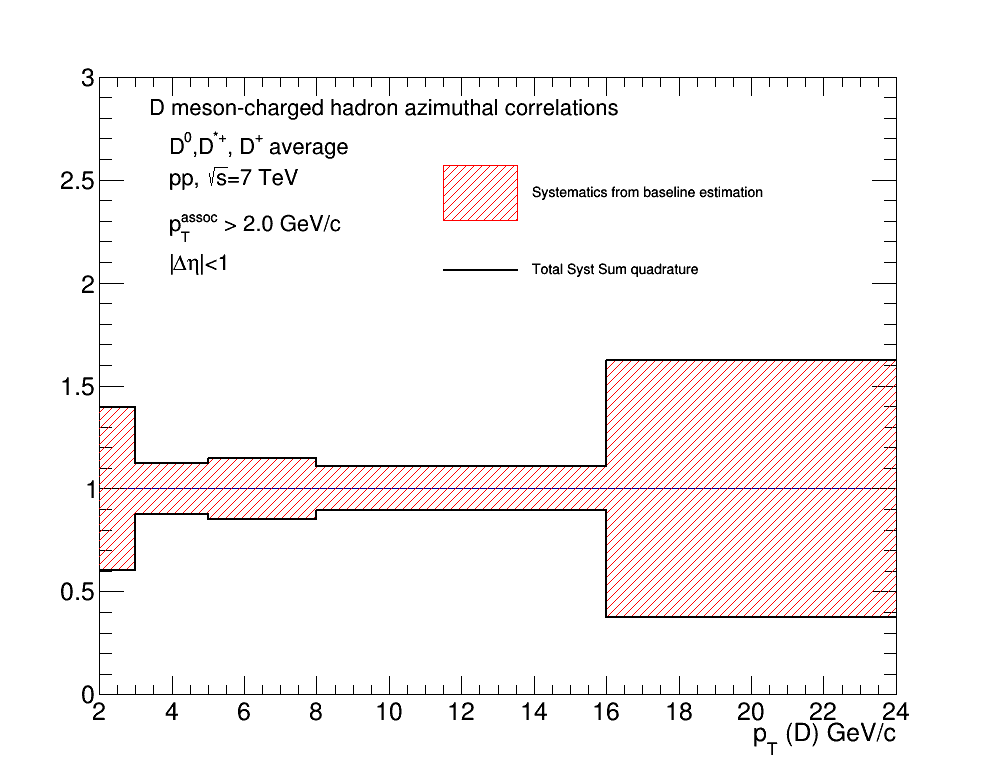 D meson-charged hadron azimuthal correlations
D⁰,D*⁺, D⁺ average
pp, √s=7 TeV
p_T^assoc > 2.0 GeV/c
|Δη|<1
Systematics from baseline estimation
Total Syst Sum quadrature
3
2.5
2
1.5
1
0.5
0
2 4 6 8 10 12 14 16 18 20 22 24
p_T (D) GeV/c